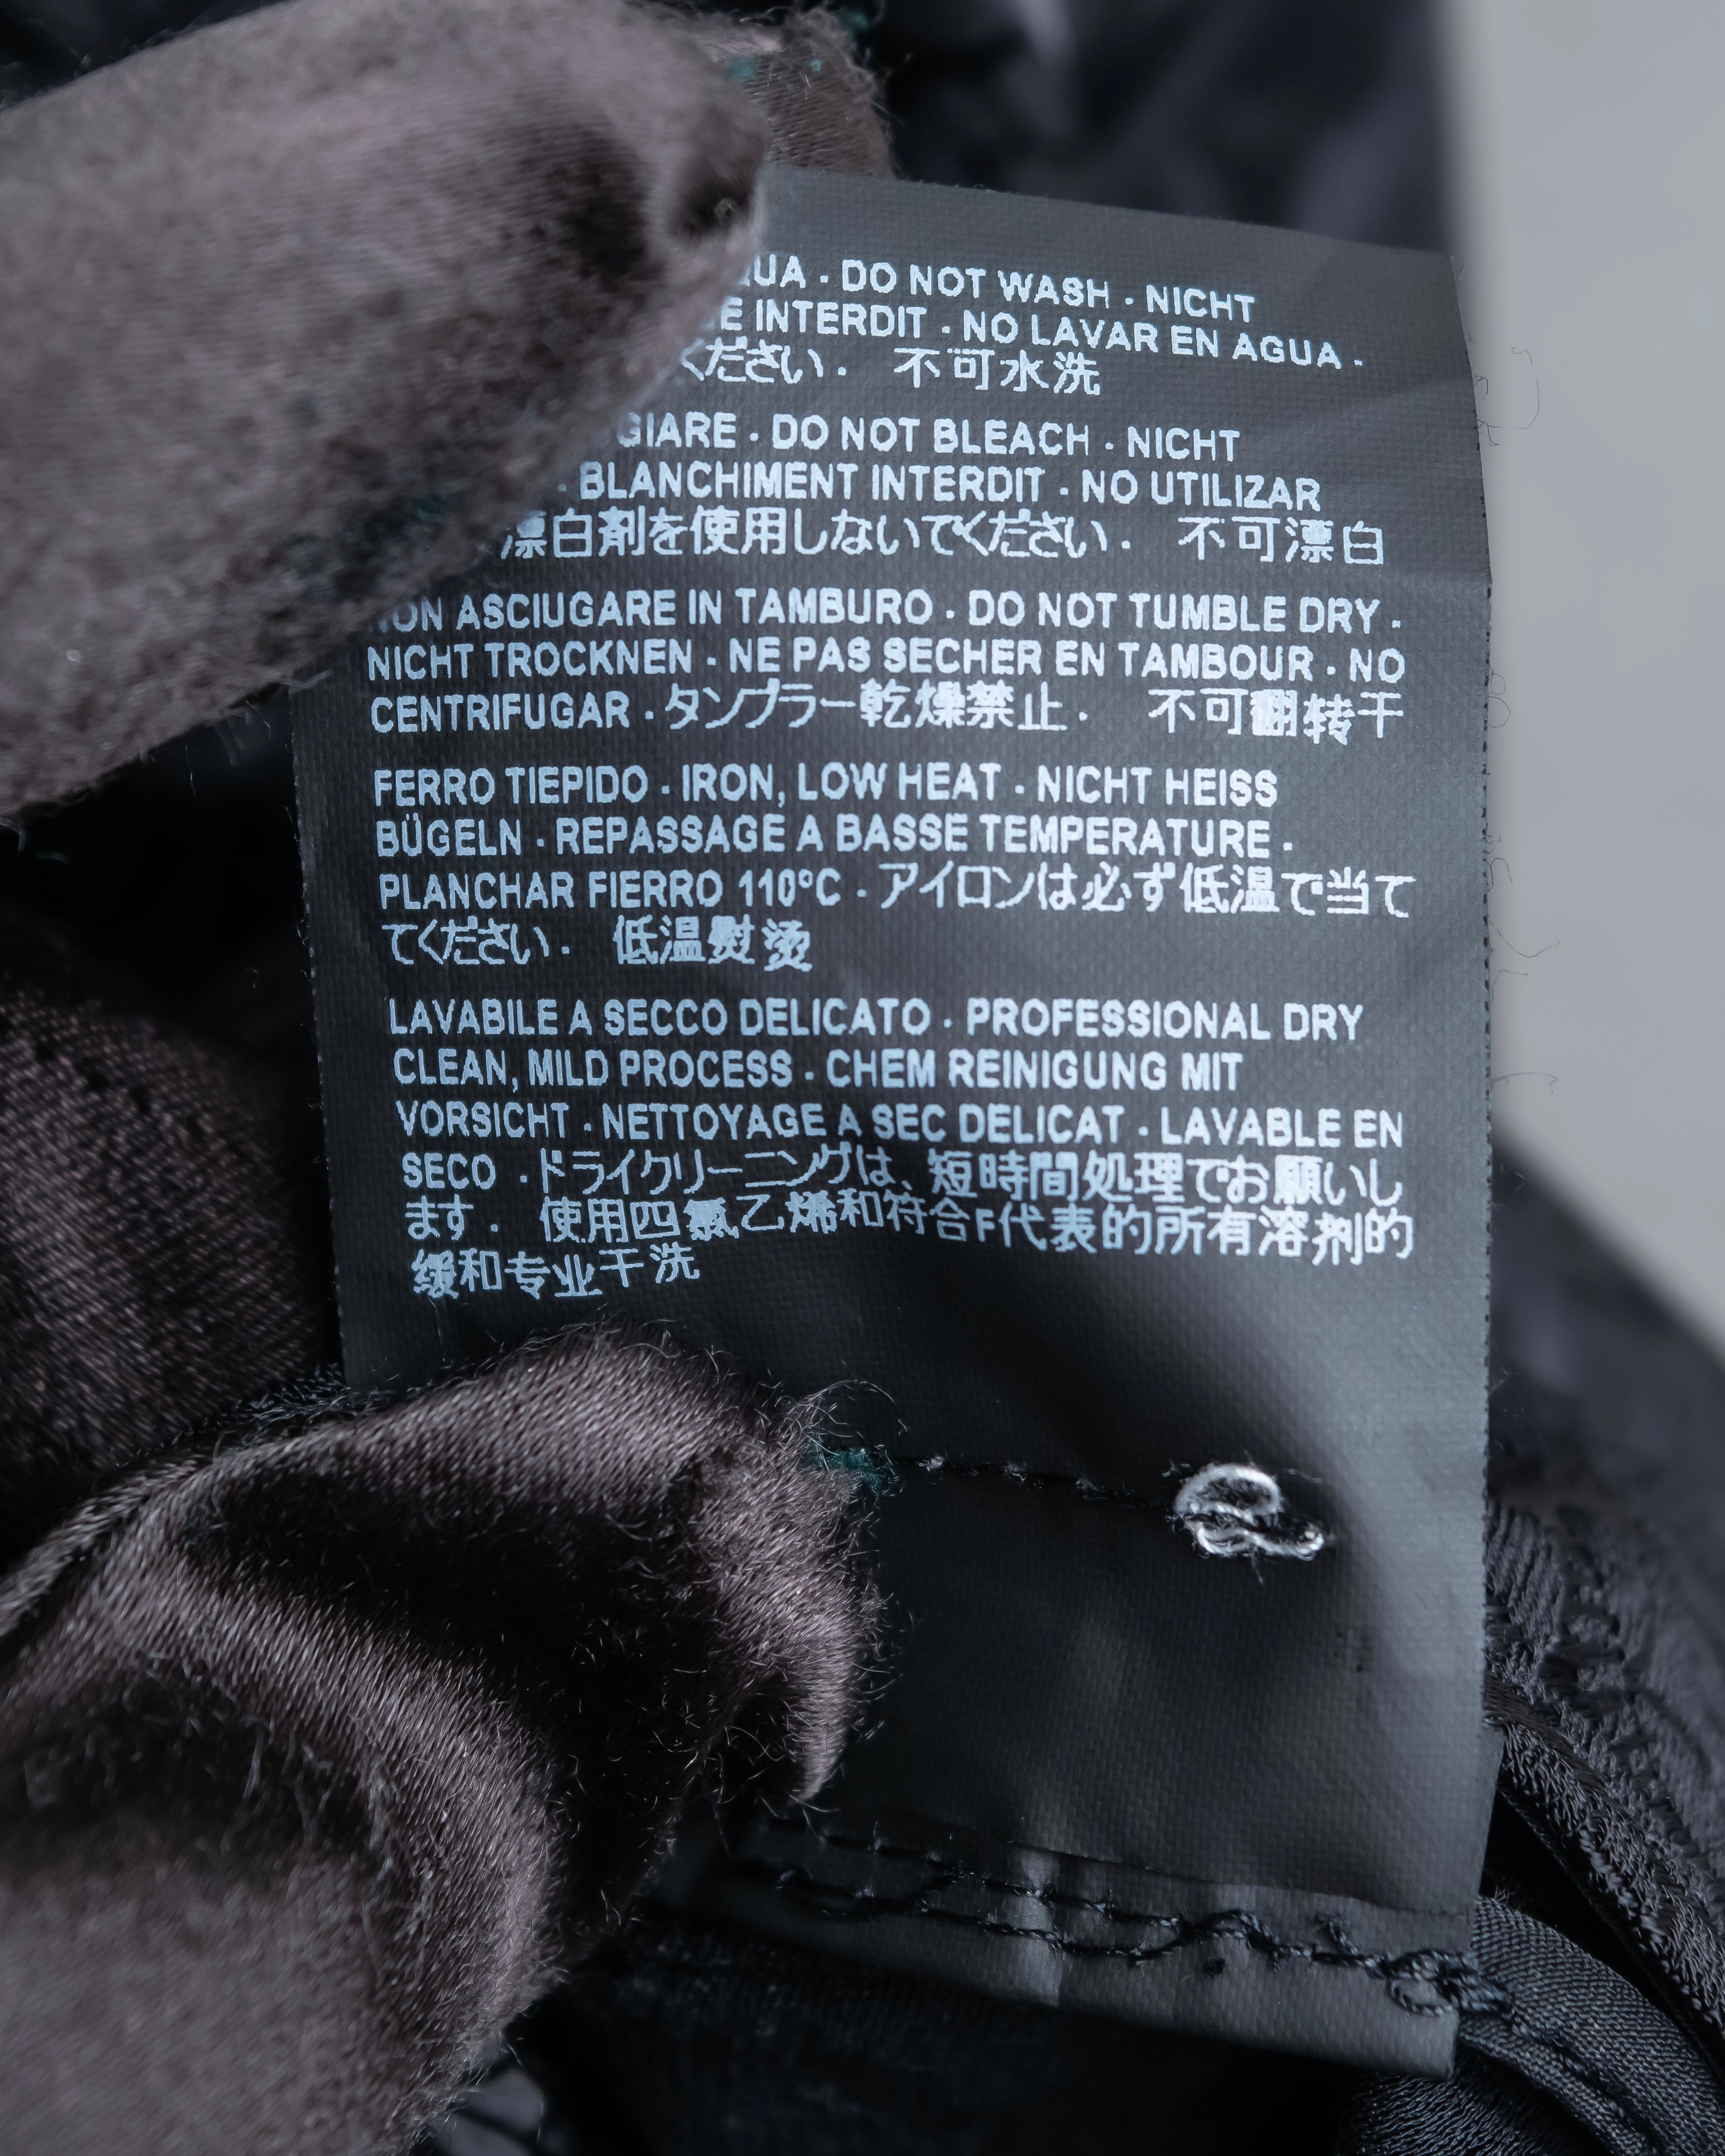 DO NOT WASH - NICHT
INTERDIT - NO LAVAR EN AGUA -
ください. 不可水洗
DO NOT BLEACH - NICHT
- BLANCHIMENT INTERDIT - NO UTILIZAR
漂白剤を使用しないでください. 不可漂白
ASCIUGARE IN TAMBURO - DO NOT TUMBLE DRY -
NICHT TROCKNEN - NE PAS SECHER EN TAMBOUR - NO
CENTRIFUGAR - タンブラー乾燥禁止. 不可翻转干
FERRO TIEPIDO - IRON, LOW HEAT - NICHT HEISS
BÜGELN - REPASSAGE A BASSE TEMPERATURE -
PLANCHAR FIERRO 110°C - アイロンは必ず低温で当て
てください. 低温熨烫
LAVABILE A SECCO DELICATO - PROFESSIONAL DRY
CLEAN, MILD PROCESS - CHEM REINIGUNG MIT
VORSICHT - NETTOYAGE A SEC DELICAT - LAVABLE EN
SECO - ドライクリーニングは、短時間処理でお願いし
ます. 使用四氯乙烯和符合F代表的所有溶剂的
缓和专业干洗